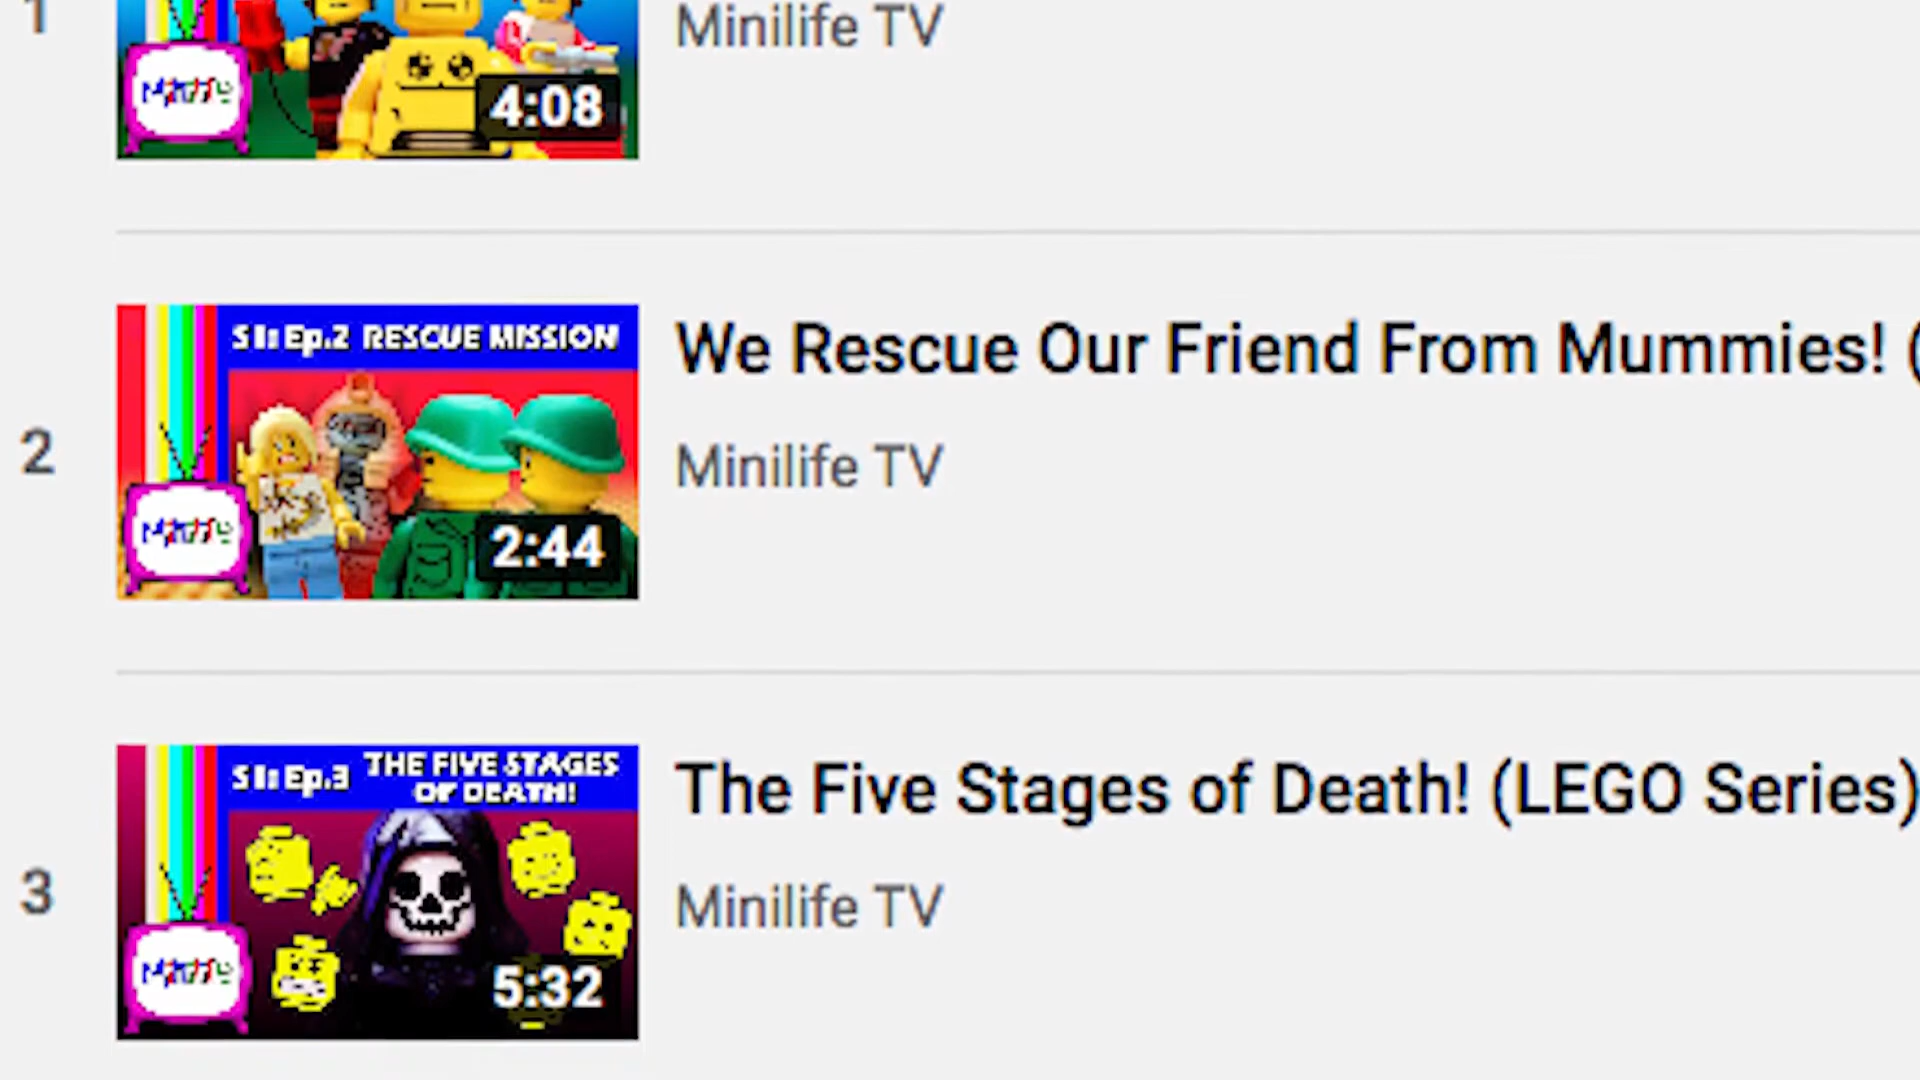 1
Minilife TV
4:08
2
S1: Ep.2 RESCUE MISSION
2:44
We Rescue Our Friend From Mummies! (
Minilife TV
3
S1: Ep.3 THE FIVE STAGES
OF DEATH!
5:32
The Five Stages of Death! (LEGO Series)
Minilife TV